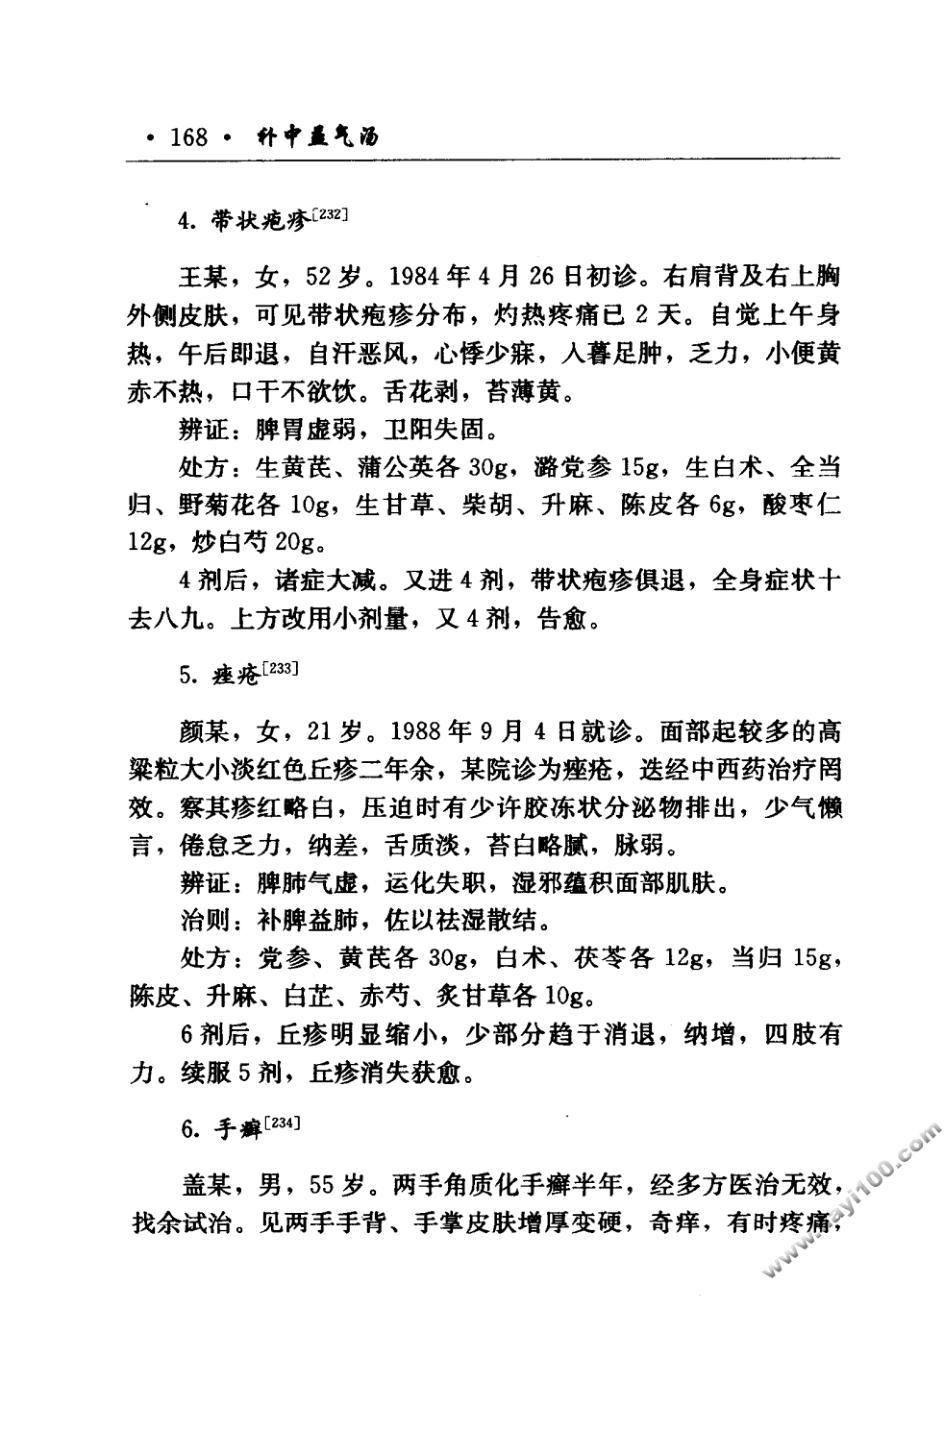 · 168 · 补中益气汤
4. 带状疱疹[232]
王某，女，52岁。1984年4月26日初诊。右肩背及右上胸
外侧皮肤，可见带状疱疹分布，灼热疼痛已2天。自觉上午身
热，午后即退，自汗恶风，心悸少寐，入暮足肿，乏力，小便黄
赤不热，口干不欲饮。舌花剥，苔薄黄。
辨证：脾胃虚弱，卫阳失固。
处方：生黄芪、蒲公英各30g，潞党参15g，生白术、全当
归、野菊花各10g，生甘草、柴胡、升麻、陈皮各6g，酸枣仁
12g，炒白芍20g。
4剂后，诸症大减。又进4剂，带状疱疹俱退，全身症状十
去八九。上方改用小剂量，又4剂，告愈。
5. 痤疮[233]
颜某，女，21岁。1988年9月4日就诊。面部起较多的高
粱粒大小淡红色丘疹二年余，某院诊为痤疮，迭经中西药治疗罔
效。察其疹红略白，压迫时有少许胶冻状分泌物排出，少气懒
言，倦怠乏力，纳差，舌质淡，苔白略腻，脉弱。
辨证：脾肺气虚，运化失职，湿邪蕴积面部肌肤。
治则：补脾益肺，佐以祛湿散结。
处方：党参、黄芪各30g，白术、茯苓各12g，当归15g，
陈皮、升麻、白芷、赤芍、炙甘草各10g。
6剂后，丘疹明显缩小，少部分趋于消退，纳增，四肢有
力。续服5剂，丘疹消失获愈。
6. 手癣[234]
盖某，男，55岁。两手角质化手癣半年，经多方医治无效，
找余试治。见两手手背、手掌皮肤增厚变硬，奇痒，有时疼痛，